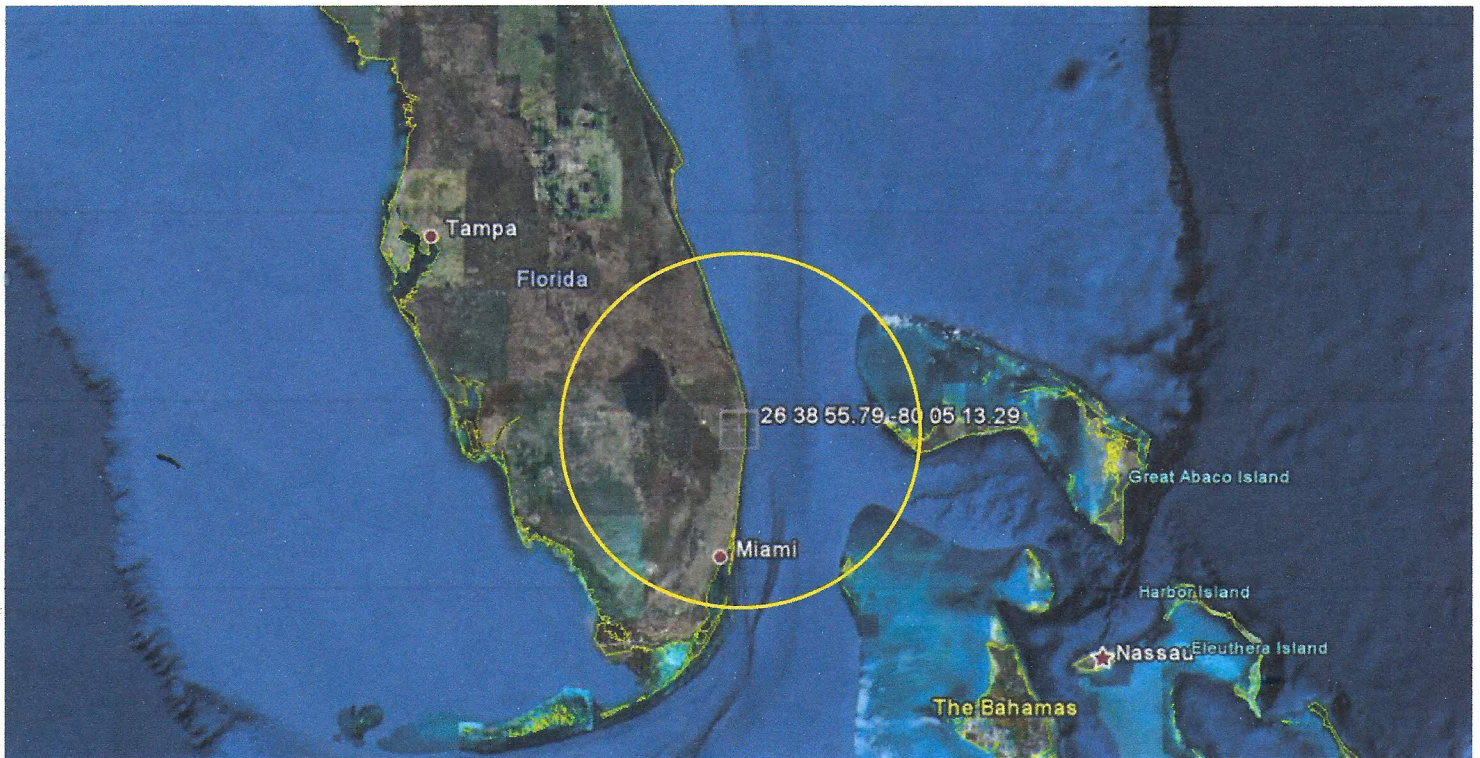 Tampa
Florida
26 38 55.79,-80 05 13.29
Great Abaco Island
Miami
Harbor Island
Nassau
Eleuthera Island
The Bahamas